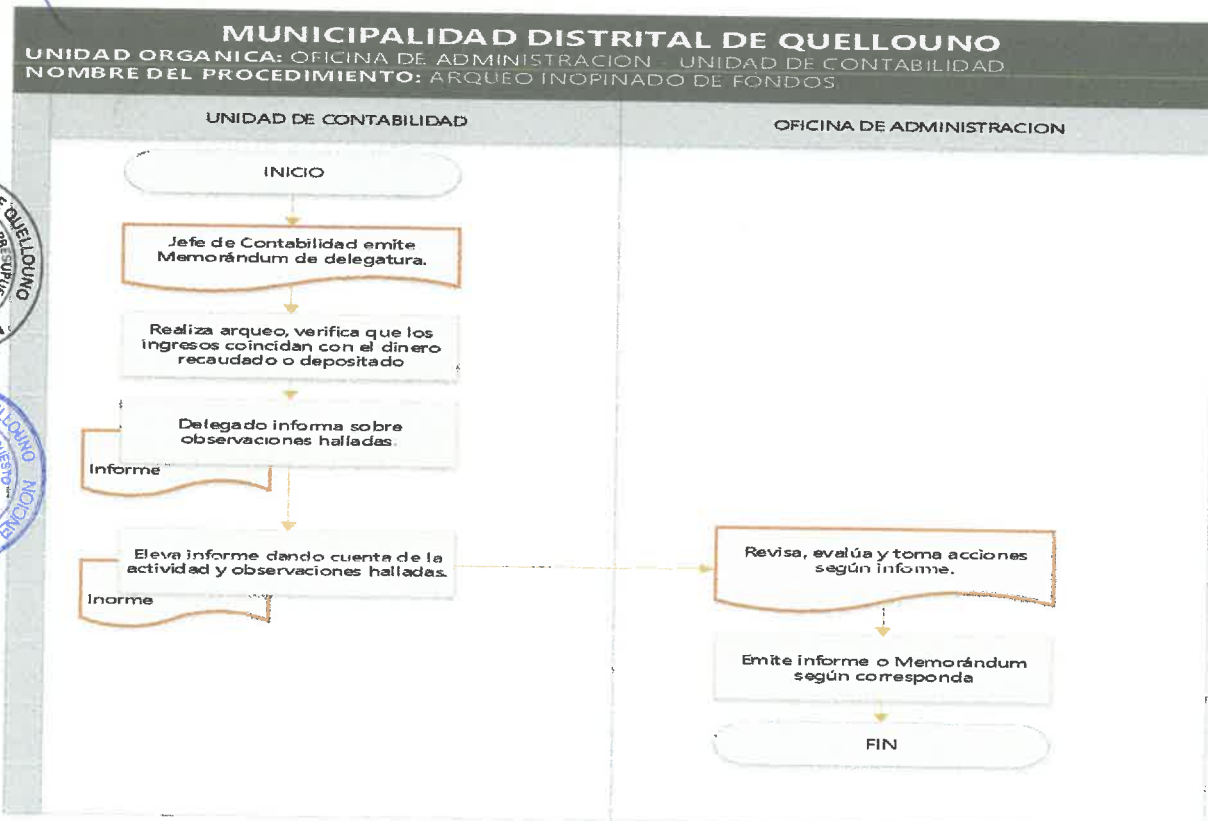 MUNICIPALIDAD DISTRITAL DE QUELLOUNO
UNIDAD ORGANICA: OFICINA DE ADMINISTRACION - UNIDAD DE CONTABILIDAD
NOMBRE DEL PROCEDIMIENTO: ARQUEO INOPINADO DE FONDOS
UNIDAD DE CONTABILIDAD
OFICINA DE ADMINISTRACION
INICIO
Jefe de Contabilidad emite
Memorándum de delegatura.
Realiza arqueo, verifica que los
ingresos coincidan con el dinero
recaudado o depositado
Delegado informa sobre
observaciones halladas.
Informe
Eleva informe dando cuenta de la
actividad y observaciones halladas.
Inorme
Revisa, evalúa y toma acciones
según informe.
Emite informe o Memorándum
según corresponda
FIN
QUELLOUNO